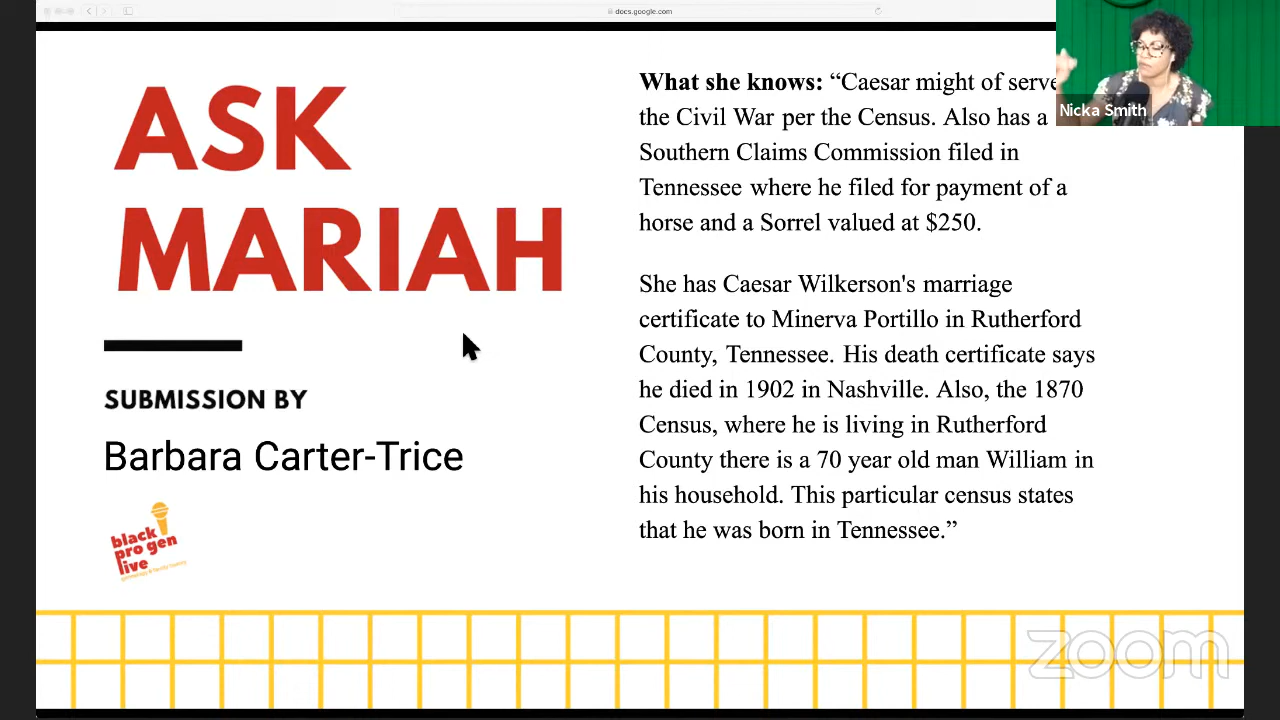 docs.google.com
ASK
MARIAH
SUBMISSION BY
Barbara Carter-Trice
black
pro gen
live
genealogy & family history
What she knows: “Caesar might of serve
the Civil War per the Census. Also has a
Southern Claims Commission filed in
Tennessee where he filed for payment of a
horse and a Sorrel valued at $250.
She has Caesar Wilkerson's marriage
certificate to Minerva Portillo in Rutherford
County, Tennessee. His death certificate says
he died in 1902 in Nashville. Also, the 1870
Census, where he is living in Rutherford
County there is a 70 year old man William in
his household. This particular census states
that he was born in Tennessee.”
Nicka Smith
zoom